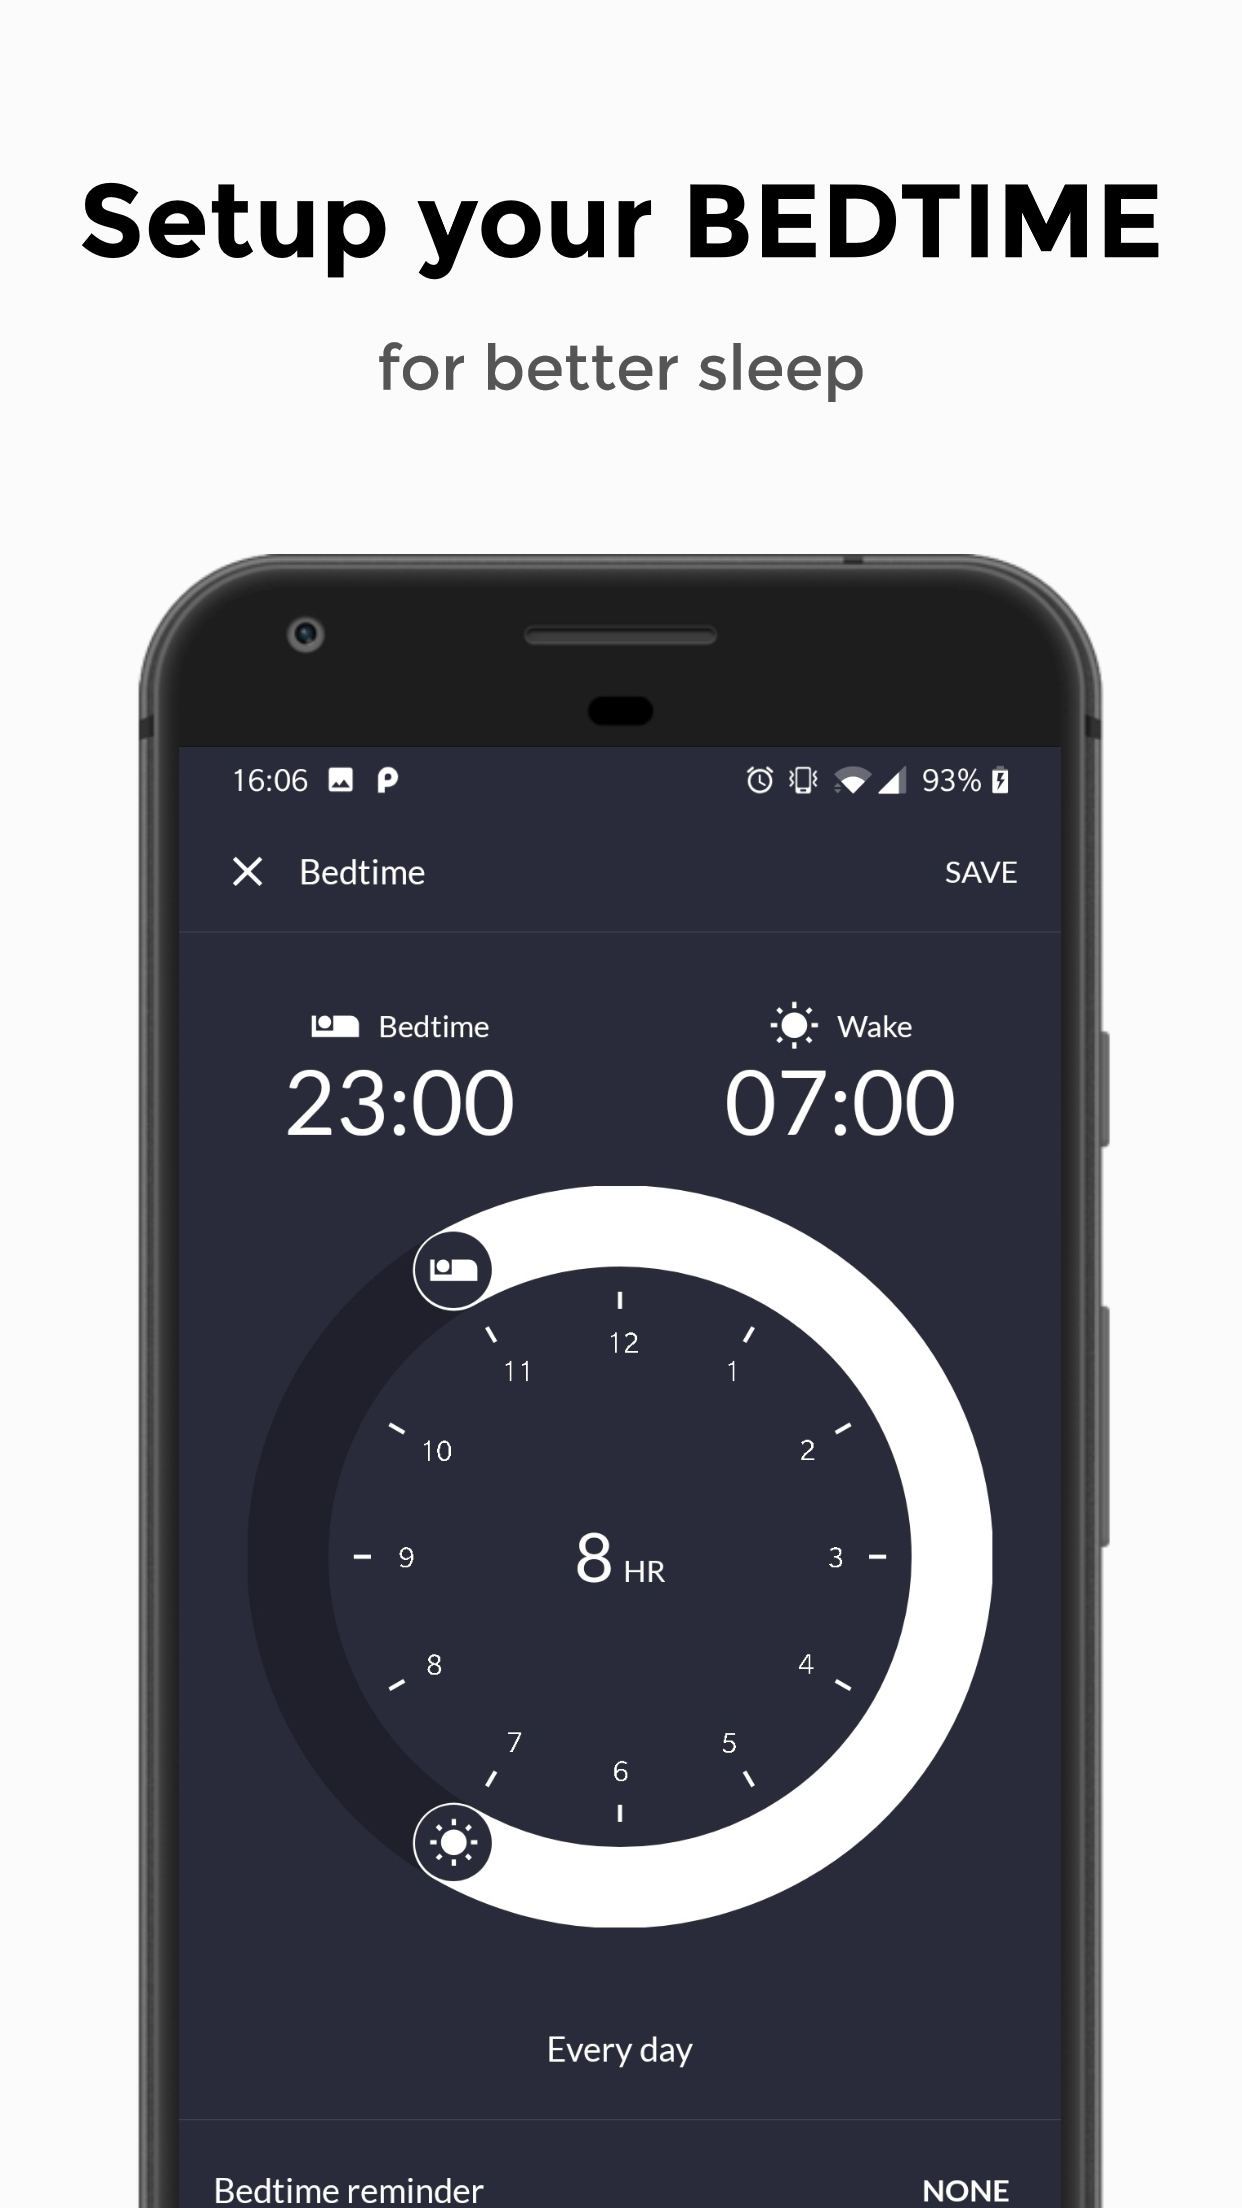 Setup your BEDTIME
for better sleep
16:06 93%
Bedtime SAVE
Bedtime Wake
23:00 07:00
12
11 1
10 2
9 8 HR 3
8 4
7 5
6
Every day
Bedtime reminder NONE